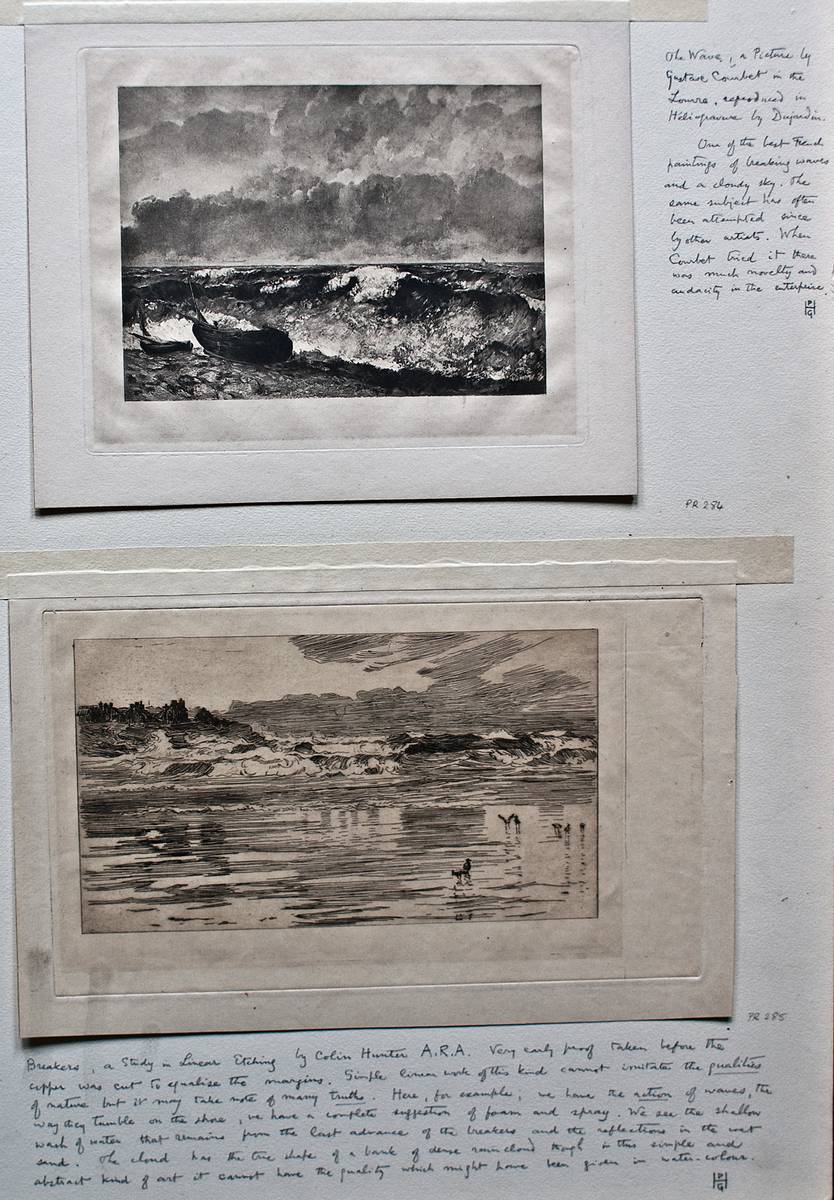 The Wave, a Picture by
Gustave Courbet in the
Louvre, reproduced in
Héliogravure by Dujardin.
One of the best French
paintings of breaking waves
and a cloudy sky. The
same subject has often
been attempted since
by other artists. When
Courbet tried it there
was much novelty and
audacity in the enterprise.
PGH
PR 284
PR 285
Breakers, a Study in Linear Etching by Colin Hunter A.R.A. Very early proof taken before the
copper was cut to equalise the margins. Simple linear work of this kind cannot imitate the qualities
of nature but it may take note of many truths. Here, for example, we have the action of waves, the
way they tumble on the shore, we have a complete suggestion of foam and spray. We see the shallow
wash of water that remains from the last advance of the breakers and the reflections in the wet
sand. The cloud has the true shape of a bank of dense raincloud though in this simple and
abstract kind of art it cannot have the quality which might have been given in water-colour.
PGH